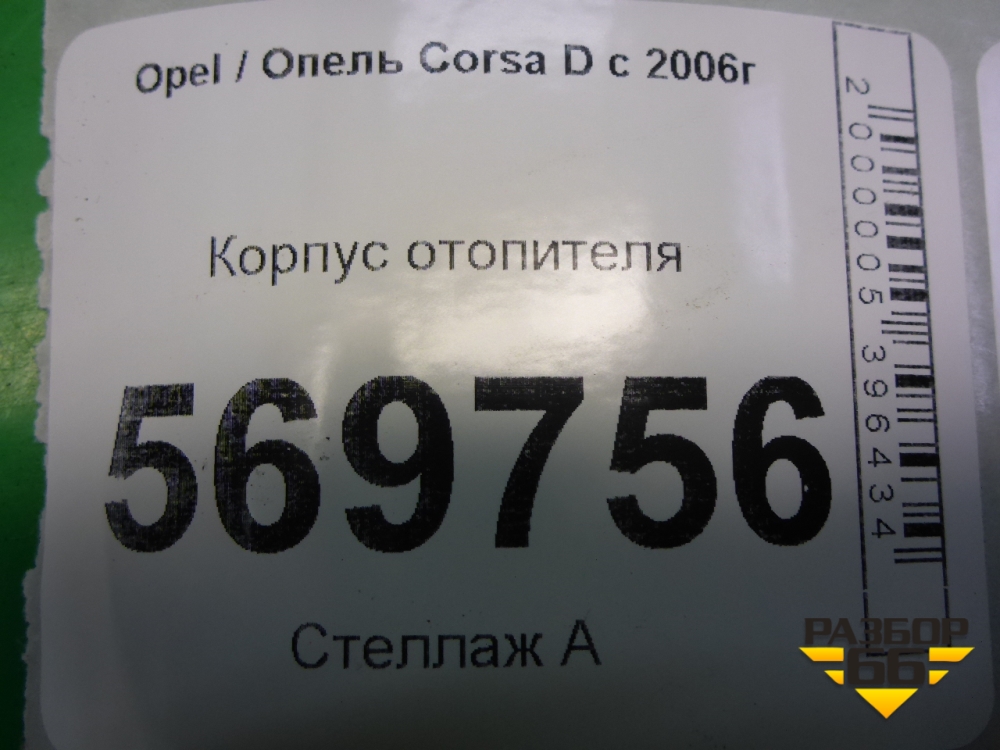 Opel / Опель Corsa D с 2006г
Корпус отопителя
569756
Стеллаж А
2000005396434
РАЗБОР
66